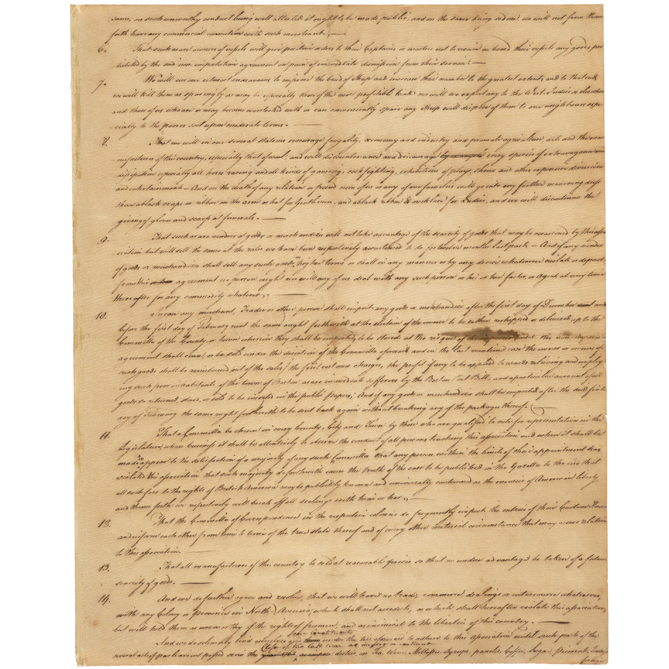 some, on such unworthy conduct being well attested it ought to be made public, and on the same being so done we will not from thence
forth have any commercial connexion with such merchant.
6. That such as are owners of vessels will give positive orders to their Captains or masters not to receive on board their vessels any goods pro
hibited by the said non-importation agreement on pain of immediate dismission from their service.
7. We will use our utmost endeavours to improve the breed of Sheep and increase their number to the greatest extent, and to that end
we will kill them as sparingly as may be especially those of the most profitable kind nor will we export any to the West-Indies or elsewhere
and those of us who are or may become overstocked with or can conveniently spare any sheep will dispose of them to our neighbours espe
cially to the poorer sort upon moderate terms.
8. That we will in our several stations encourage frugality, economy and industry and promote agriculture arts and the man
ufactures of this country, especially that of wool, and will discountenance and discourage every species of extravagance and
dissipation especially all horse racing and all kinds of gaming, cock fighting, exhibitions of plays, shews and other expensive diversions
and entertainments. And on the death of any relation or friend none of us or any of our families will go into any further mourning dress
than a black crape or ribbon on the arm or hat for Gentlemen, and a black ribbon & necklace for Ladies, and we will discontinue the
giving of gloves and scarfs at funerals.
9. That such as are venders of goods or merchandize will not take advantage of the scarcity of goods that may be occasioned by this asso
ciation but will sell the same at the rates we have been respectively accustomed to do for twelve months last past. And if any vender
of goods or merchandize shall sell any such goods on higher terms or shall in any manner or by any device whatsoever violate or depart
from this agreement no person ought nor will any of us deal with any such person or his or her factor or agent at any time
thereafter for any commodity whatever.
10. In case any merchant, Trader or other person shall import any goods or merchandize after the first day of December and
before the first day of February next the same ought forthwith at the election of the owner to be either reshipped or delivered up to the
Committee of the County or town wherein they shall be imported to be stored at the risque of the importer until the non importation
agreement shall cease, or be sold under the direction of the Committee aforesaid and in the last mentioned case the owner or owners of
such goods shall be reimbursed out of the sales the first cost and charges, the profit if any to be applied towards relieving and employ
ing such poor inhabitants of the town of Boston as are immediate sufferers by the Boston Port Bill, and a particular account of all
goods so returned, stored, or sold to be inserted in the public papers. And if any goods or merchandizes shall be imported after the said first
day of February the same ought forthwith to be sent back again without breaking any of the packages thereof.
11. That a Committee be chosen in every County City and Town by those who are qualified to vote for representatives in the
legislature whose business it shall be attentively to observe the conduct of all persons touching this association and when it shall be
made appear to the satisfaction of a majority of any such Committee that any person within the limits of their appointment has
violated this association that such majority do forthwith cause the truth of the case to be published in the Gazette to the end that
all such foes to the rights of British America may be publickly known and universally contemned as the enemies of American liberty
and thenceforth we respectively will break off all dealings with him or her.
12. That the Committee of Correspondence in the respective colonies do frequently inspect the entries of their Custom Houses
and inform each other from time to time of the true state thereof and of every other material circumstance that may occur relative
to this association.
13. That all manufactures of this country be sold at reasonable prices so that no undue advantage be taken of a future
scarcity of goods.
14. And we do further agree and resolve, that we will have no trade, commerce dealings or intercourse whatsoever,
with any Colony or Province in North America which shall not accede to, or which shall hereafter violate this association,
but will hold them as unworthy of the rights of freemen and as inimical to the liberties of this country.
And we do solemnly bind ourselves and our constituents under the ties aforesaid to adhere to this association until such parts of the
several acts of parliament passed since the close of the last war as impose or continue duties on Tea, Wine, Molasses, Syrups, paneles, Coffee, Sugar, Piemento, Indigo,
foreign